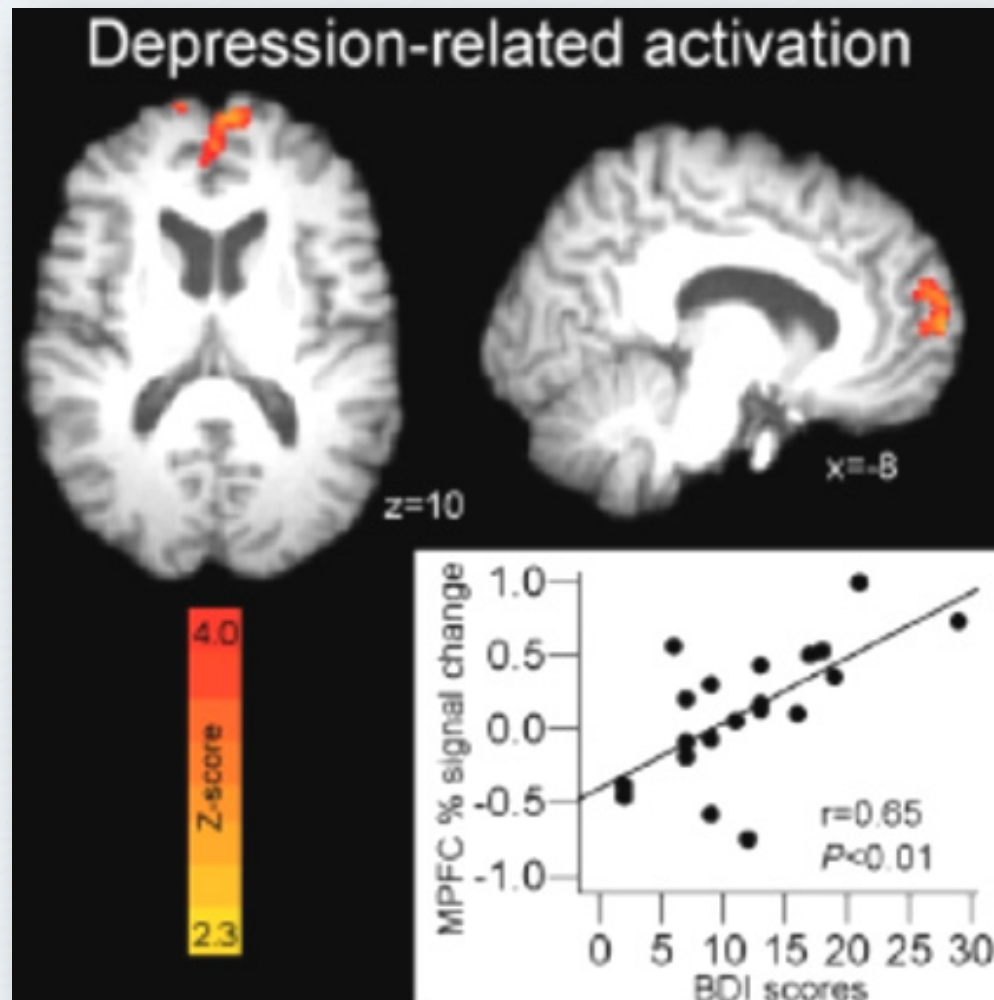 Depression-related activation
z=10
x=-8
4.0
Z-score
2.3
MPFC % signal change
1.0
0.5
0.0
-0.5
-1.0
r=0.65
P<0.01
0 5 10 15 20 25 30
BDI scores